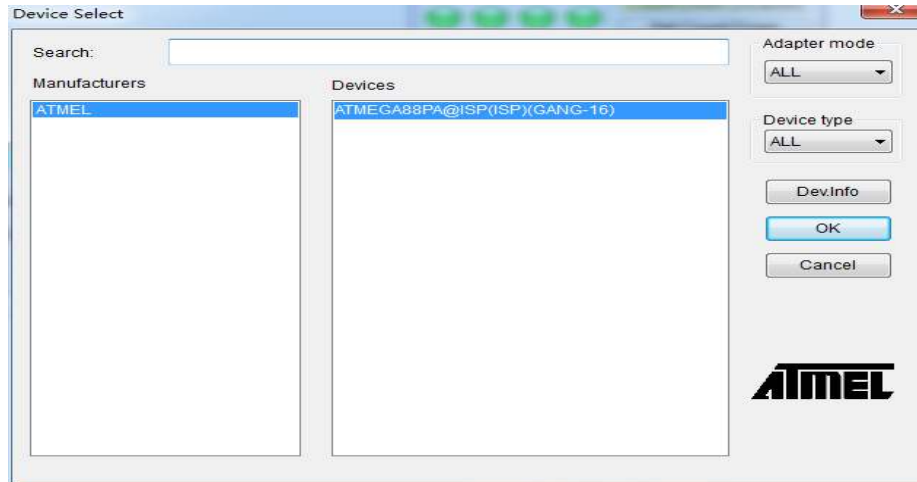 Device Select
Search:
Manufacturers
ATMEL
Devices
ATMEGA88PA@ISP(ISP)(GANG-16)
Adapter mode
ALL
Device type
ALL
Dev.Info
OK
Cancel
ATMEL